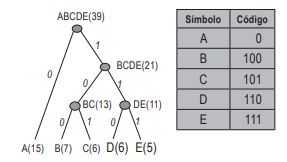 ABCDE(39)
0
1
BCDE(21)
0
1
BC(13)
DE(11)
0
1
0
1
A(15)
B(7)
C(6)
D(6)
E(5)
Símbolo Código
A 0
B 100
C 101
D 110
E 111